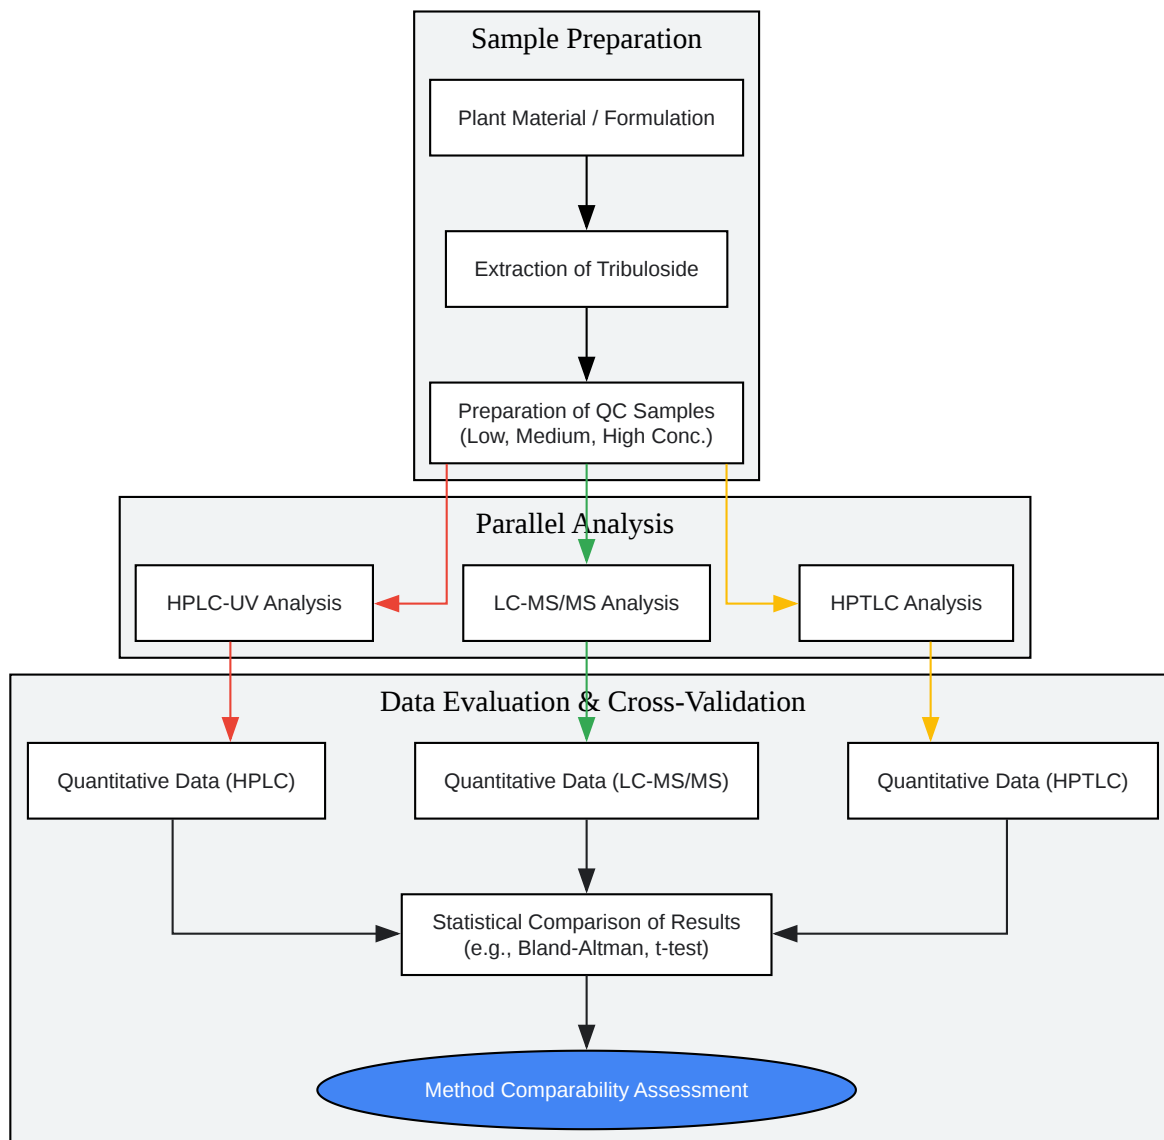 Sample Preparation
Plant Material / Formulation
Extraction of Tribuloside
Preparation of QC Samples
(Low, Medium, High Conc.)
Parallel Analysis
HPLC-UV Analysis
LC-MS/MS Analysis
HPTLC Analysis
Data Evaluation & Cross-Validation
Quantitative Data (HPLC)
Quantitative Data (LC-MS/MS)
Quantitative Data (HPTLC)
Statistical Comparison of Results
(e.g., Bland-Altman, t-test)
Method Comparability Assessment